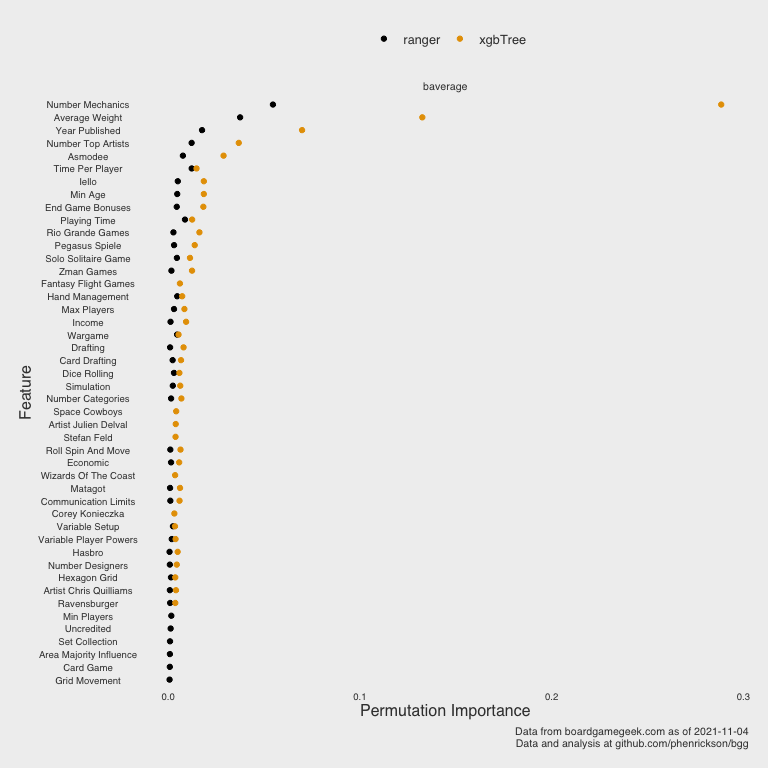 ranger xgbTree
baverage
Number Mechanics
Average Weight
Year Published
Number Top Artists
Asmodee
Time Per Player
Iello
Min Age
End Game Bonuses
Playing Time
Rio Grande Games
Pegasus Spiele
Solo Solitaire Game
Zman Games
Fantasy Flight Games
Hand Management
Max Players
Income
Wargame
Drafting
Card Drafting
Dice Rolling
Simulation
Number Categories
Space Cowboys
Artist Julien Delval
Stefan Feld
Roll Spin And Move
Economic
Wizards Of The Coast
Matagot
Communication Limits
Corey Konieczka
Variable Setup
Variable Player Powers
Hasbro
Number Designers
Hexagon Grid
Artist Chris Quilliams
Ravensburger
Min Players
Uncredited
Set Collection
Area Majority Influence
Card Game
Grid Movement
Feature
0.0 0.1 0.2 0.3
Permutation Importance
Data from boardgamegeek.com as of 2021-11-04
Data and analysis at github.com/phenrickson/bgg